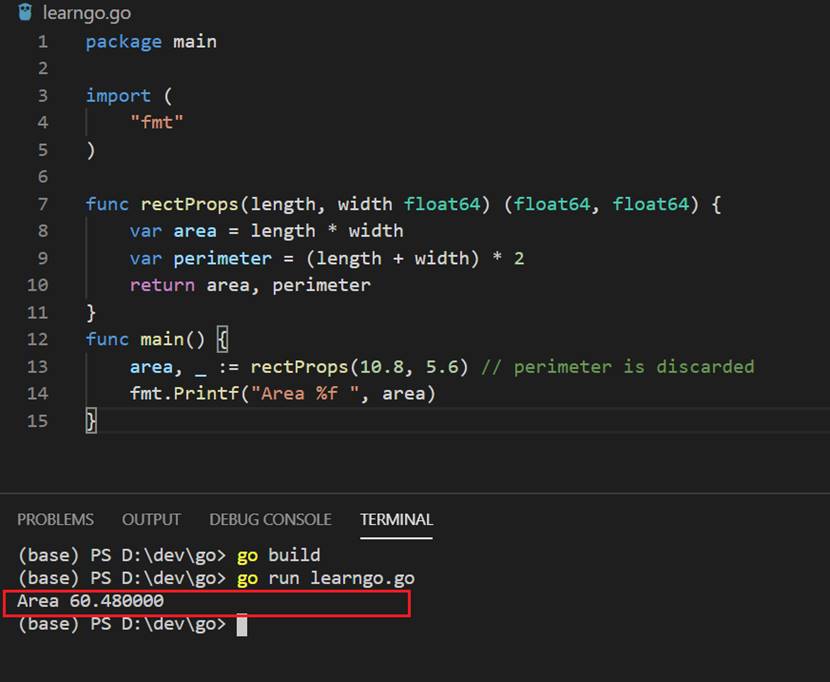 learngo.go
1 package main
2
3 import (
4     "fmt"
5 )
6
7 func rectProps(length, width float64) (float64, float64) {
8     var area = length * width
9     var perimeter = (length + width) * 2
10     return area, perimeter
11 }
12 func main() {
13     area, _ := rectProps(10.8, 5.6) // perimeter is discarded
14     fmt.Printf("Area %f ", area)
15 }
PROBLEMS OUTPUT DEBUG CONSOLE TERMINAL
(base) PS D:\dev\go> go build
(base) PS D:\dev\go> go run learngo.go
Area 60.480000
(base) PS D:\dev\go>